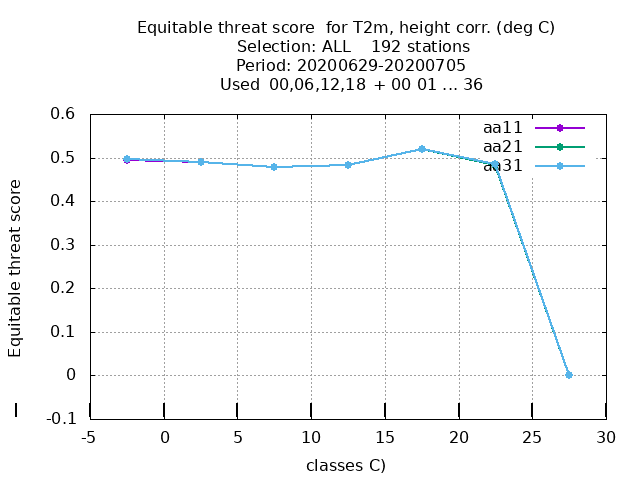 Equitable threat score for T2m, height corr. (deg C)
Selection: ALL 192 stations
Period: 20200629-20200705
Used 00,06,12,18 + 00 01 ... 36
0.6
0.5
0.4
0.3
0.2
0.1
0
-0.1
Equitable threat score
aa11
aa21
aa31
-5 0 5 10 15 20 25 30
classes C)